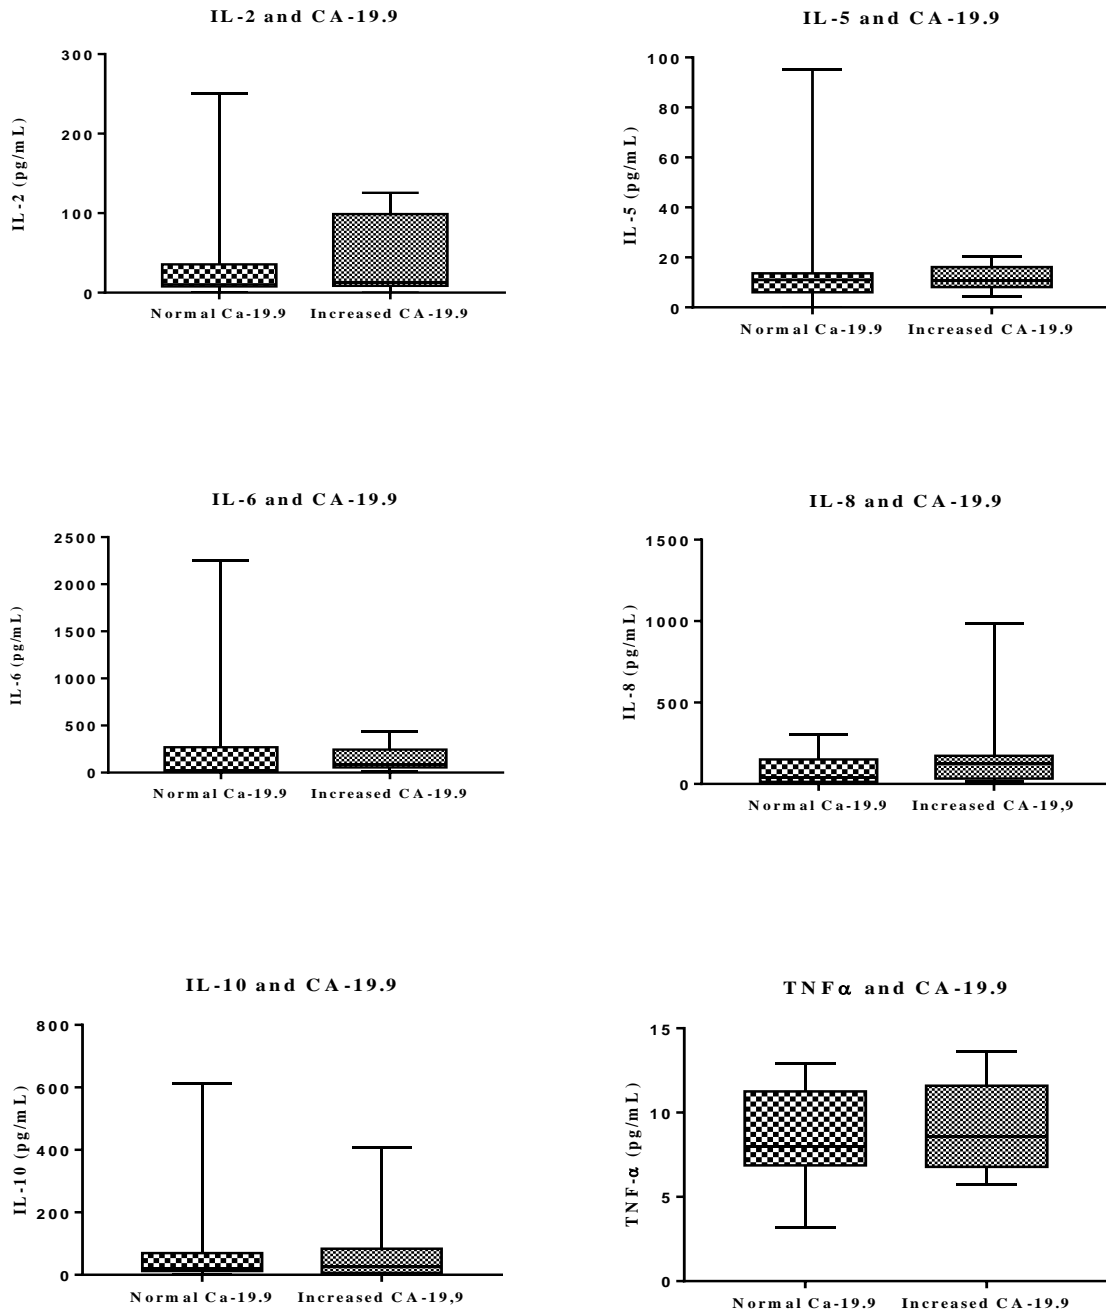 IL-2 and CA-19.9
300
200
100
0
IL-2 (pg/mL)
Normal Ca-19.9 Increased CA-19.9
IL-5 and CA-19.9
100
80
60
40
20
0
IL-5 (pg/mL)
Normal Ca-19.9 Increased CA-19.9
IL-6 and CA-19.9
2500
2000
1500
1000
500
0
IL-6 (pg/mL)
Normal Ca-19.9 Increased CA-19.9
IL-8 and CA-19.9
1500
1000
500
0
IL-8 (pg/mL)
Normal Ca-19.9 Increased CA-19,9
IL-10 and CA-19.9
800
600
400
200
0
IL-10 (pg/mL)
Normal Ca-19.9 Increased CA-19,9
TNFα and CA-19.9
15
10
5
0
TNF-α (pg/mL)
Normal Ca-19.9 Increased CA-19.9